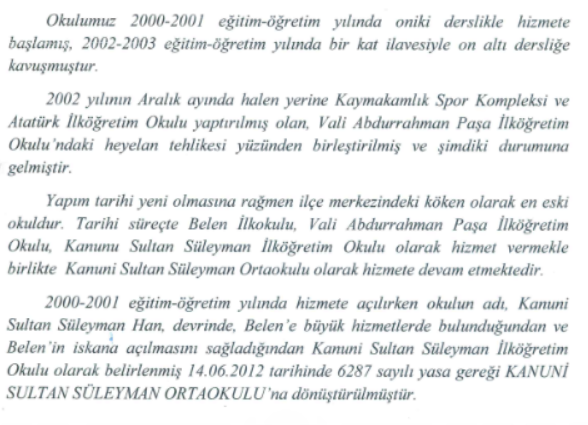 Okulumuz 2000-2001 eğitim-öğretim yılında oniki derslikle hizmete
başlamış, 2002-2003 eğitim-öğretim yılında bir kat ilavesiyle on altı dersliğe
kavuşmuştur.
2002 yılının Aralık ayında halen yerine Kaymakamlık Spor Kompleksi ve
Atatürk İlköğretim Okulu yaptırılmış olan, Vali Abdurrahman Paşa İlköğretim
Okulu'ndaki heyelan tehlikesi yüzünden birleştirilmiş ve şimdiki durumuna
gelmiştir.
Yapım tarihi yeni olmasına rağmen ilçe merkezindeki köken olarak en eski
okuldur. Tarihi süreçte Belen İlkokulu, Vali Abdurrahman Paşa İlköğretim
Okulu, Kanunu Sultan Süleyman İlköğretim Okulu olarak hizmet vermekle
birlikte Kanuni Sultan Süleyman Ortaokulu olarak hizmete devam etmektedir.
2000-2001 eğitim-öğretim yılında hizmete açılırken okulun adı, Kanuni
Sultan Süleyman Han, devrinde, Belen'e büyük hizmetlerde bulunduğundan ve
Belen'in iskana açılmasını sağladığından Kanuni Sultan Süleyman İlköğretim
Okulu olarak belirlenmiş 14.06.2012 tarihinde 6287 sayılı yasa gereği KANUNİ
SULTAN SÜLEYMAN ORTAOKULU'na dönüştürülmüştür.